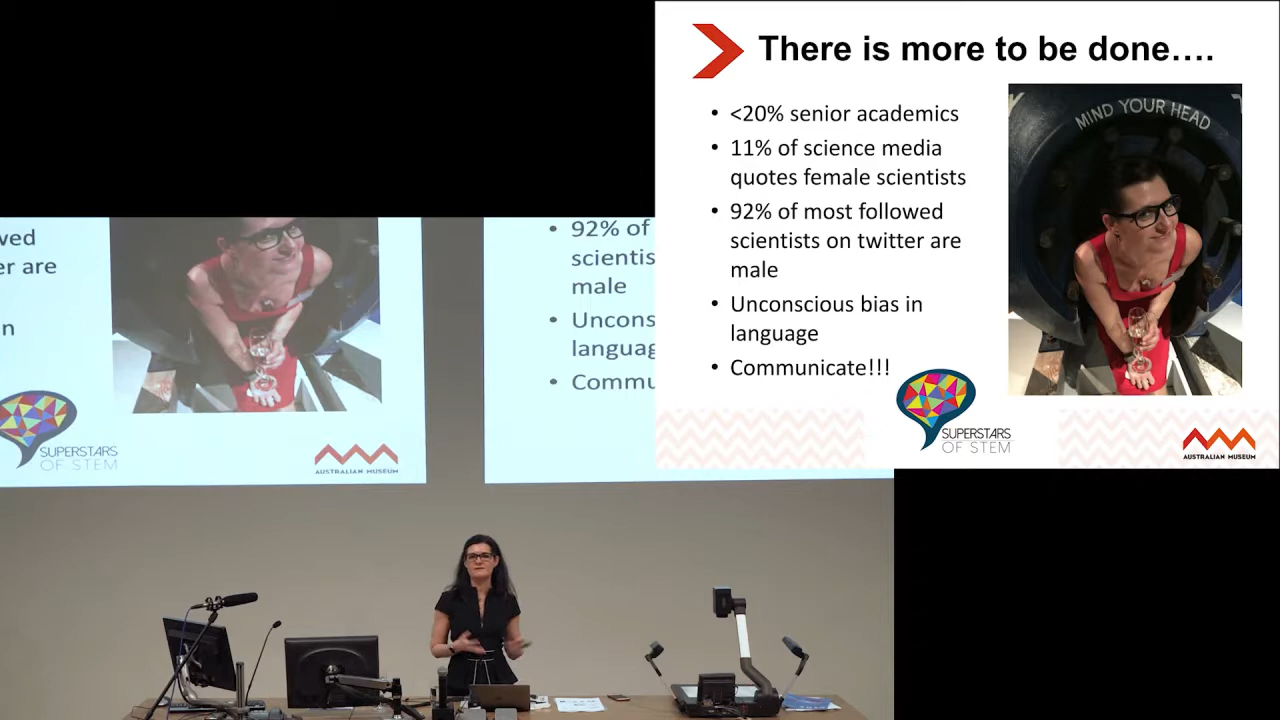 There is more to be done....
• <20% senior academics
• 11% of science media
quotes female scientists
• 92% of most followed
scientists on twitter are
male
• Unconscious bias in
language
• Communicate!!!
MIND YOUR HEAD
SUPERSTARS
OF STEM
AUSTRALIAN MUSEUM
ved
er are
n
SUPERSTARS
OF STEM
AUSTRALIAN MUSEUM
• 92% of
scientis
male
• Uncons
languag
• Commu